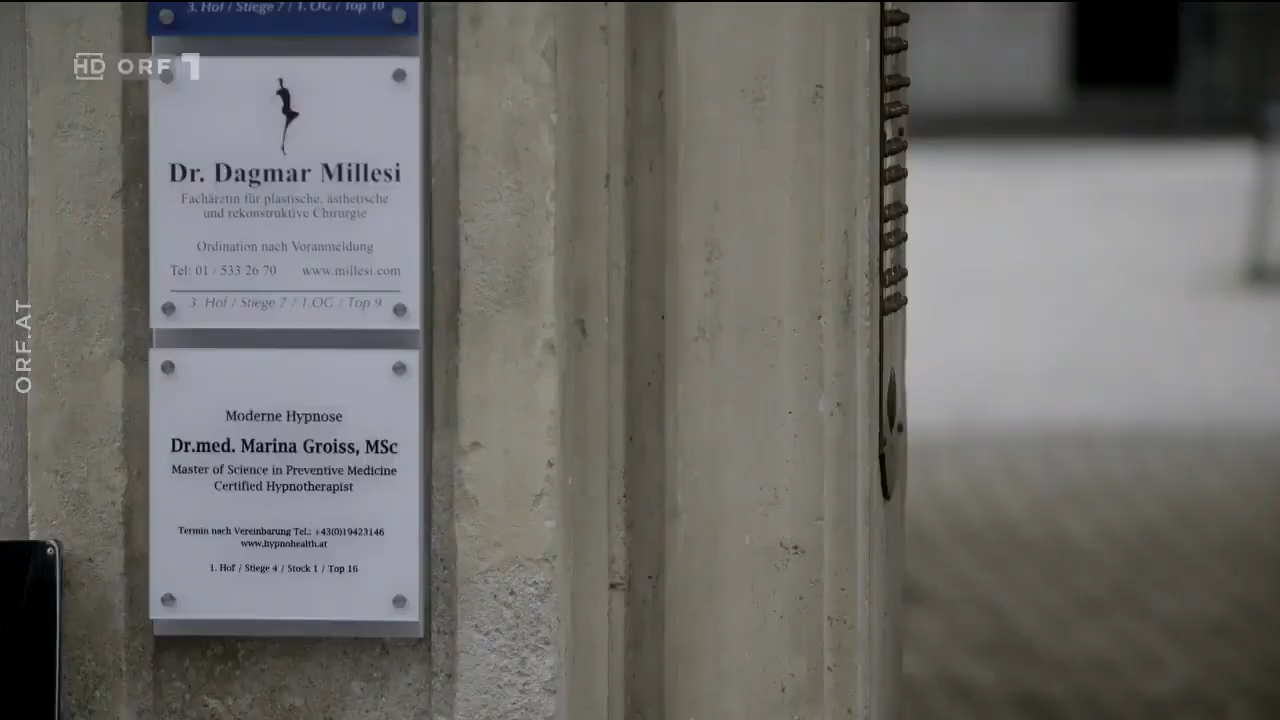 3. Hof / Stiege 7 / 1. OG / Top 10
HD ORF 1
Dr. Dagmar Millesi
Fachärztin für plastische, ästhetische
und rekonstruktive Chirurgie
Ordination nach Voranmeldung
Tel: 01 / 533 26 70 www.millesi.com
3. Hof / Stiege 7 / 1.OG / Top 9
ORF.AT
Moderne Hypnose
Dr.med. Marina Groiss, MSc
Master of Science in Preventive Medicine
Certified Hypnotherapist
Termin nach Vereinbarung Tel.: +43(0)19423146
www.hypnohealth.at
1. Hof / Stiege 4 / Stock 1 / Top 16